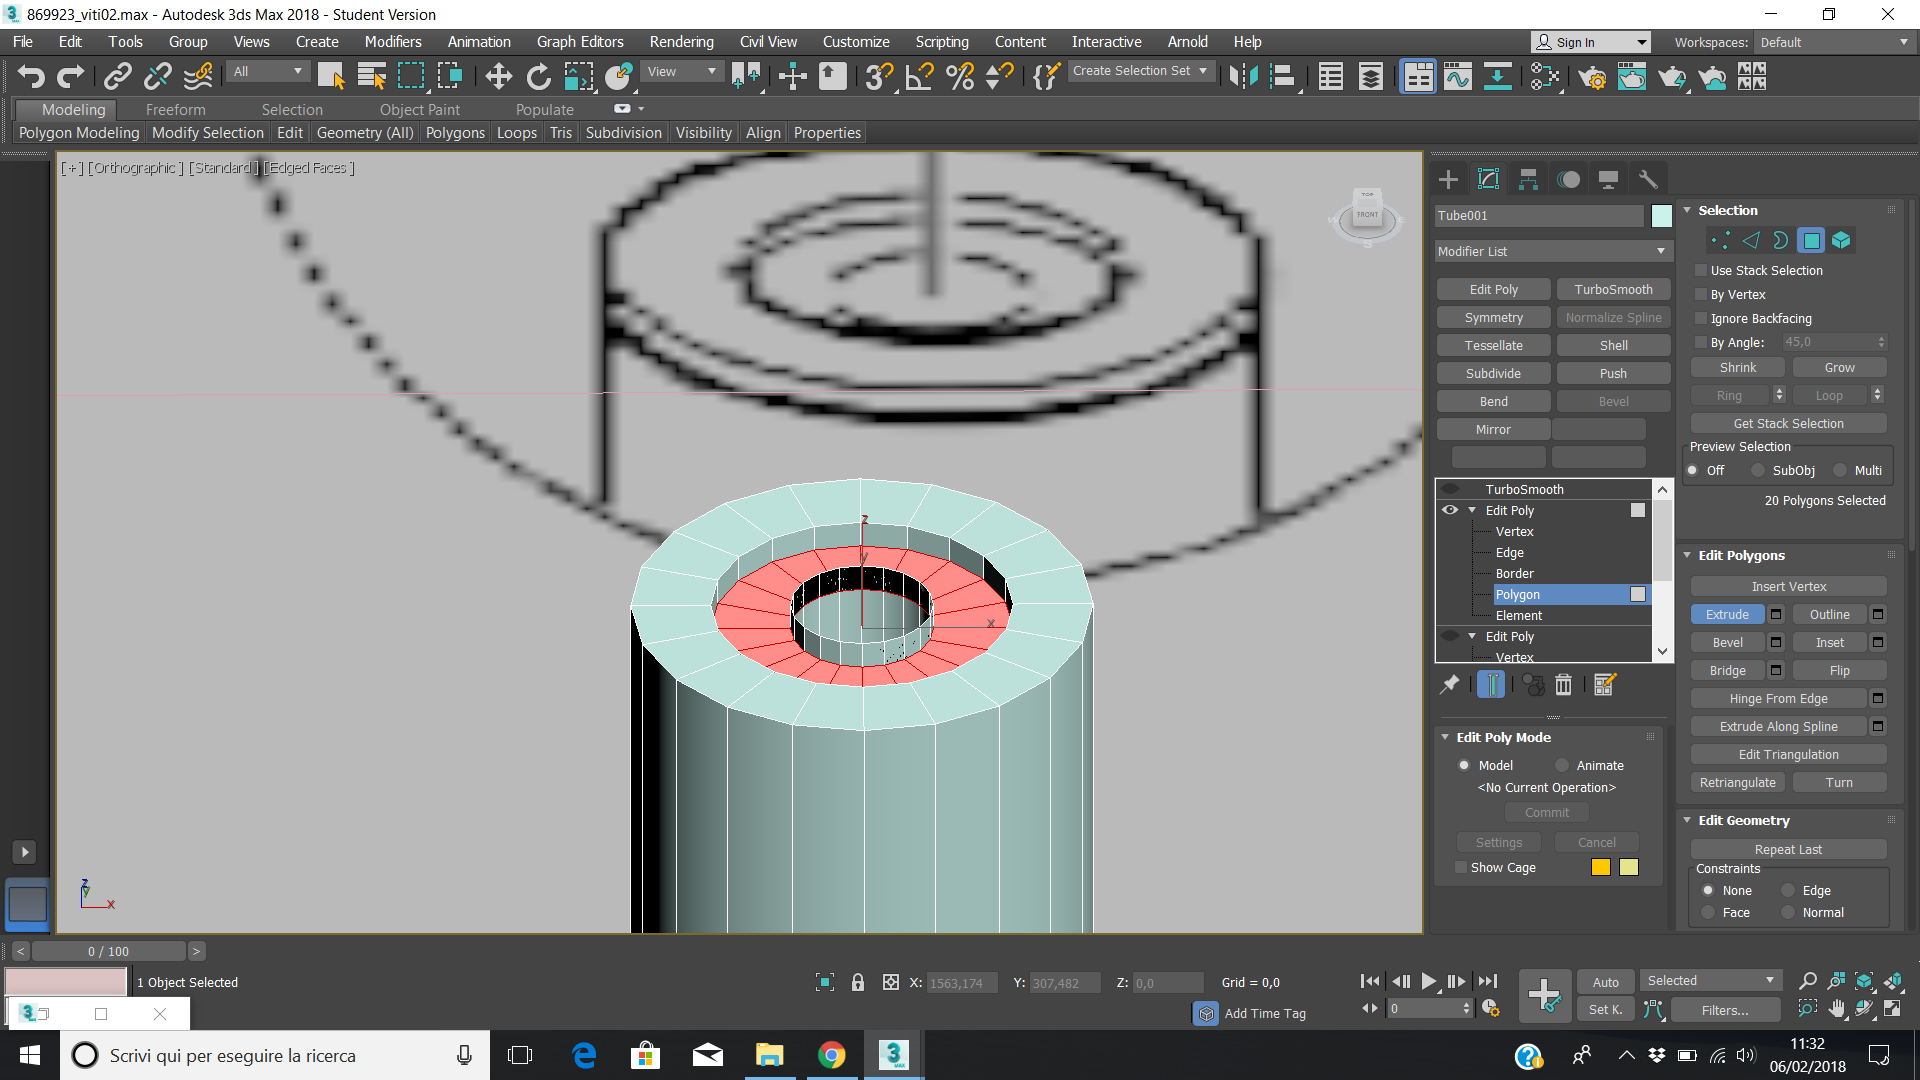 869923_viti02.max - Autodesk 3ds Max 2018 - Student Version
File Edit Tools Group Views Create Modifiers Animation Graph Editors Rendering Civil View Customize Scripting Content Interactive Arnold Help Sign In Workspaces: Default
All View Create Selection Set
Modeling Freeform Selection Object Paint Populate
Polygon Modeling Modify Selection Edit Geometry (All) Polygons Loops Tris Subdivision Visibility Align Properties
[+] [Orthographic ] [Standard ] [Edged Faces ]
TOP
FRONT
W
E
S
z
y
x
z
y
x
Tube001
Modifier List
Edit Poly TurboSmooth
Symmetry Normalize Spline
Tessellate Shell
Subdivide Push
Bend Bevel
Mirror
TurboSmooth
Edit Poly
Vertex
Edge
Border
Polygon
Element
Edit Poly
Vertex
Edit Poly Mode
Model Animate
<No Current Operation>
Commit
Settings Cancel
Show Cage
Selection
Use Stack Selection
By Vertex
Ignore Backfacing
By Angle: 45,0
Shrink Grow
Ring Loop
Get Stack Selection
Preview Selection
Off SubObj Multi
20 Polygons Selected
Edit Polygons
Insert Vertex
Extrude Outline
Bevel Inset
Bridge Flip
Hinge From Edge
Extrude Along Spline
Edit Triangulation
Retriangulate Turn
Edit Geometry
Repeat Last
Constraints
None Edge
Face Normal
< 0 / 100 >
1 Object Selected
X: 1563,174 Y: 307,482 Z: 0,0 Grid = 0,0
Add Time Tag
0
Auto Selected
Set K. Filters...
Scrivi qui per eseguire la ricerca
3
MAX
11:32
06/02/2018